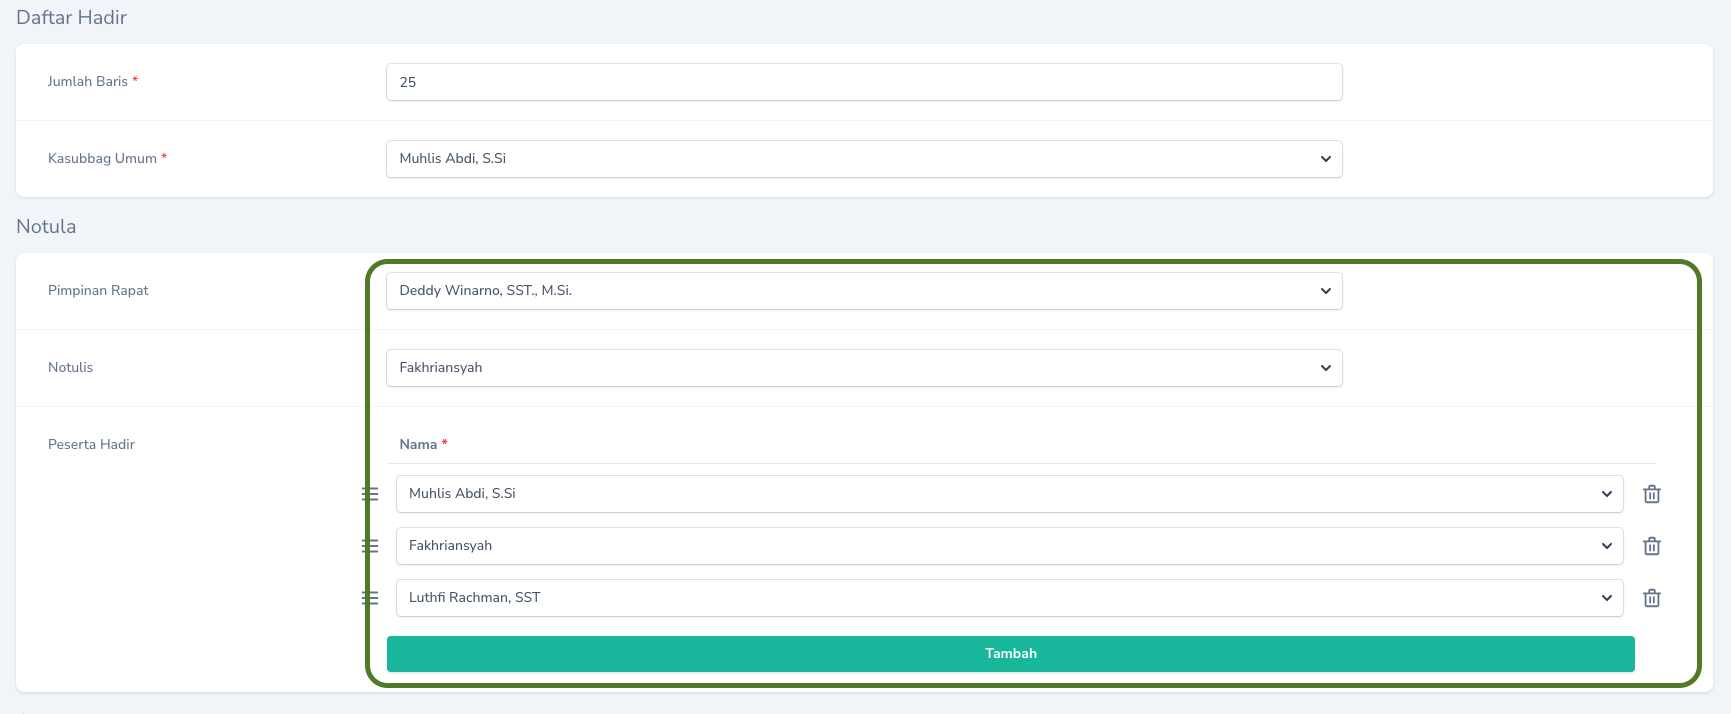 Daftar Hadir
Jumlah Baris *
25
Kasubbag Umum *
Muhlis Abdi, S.Si
Notula
Pimpinan Rapat
Deddy Winarno, SST., M.Si.
Notulis
Fakhriansyah
Peserta Hadir
Nama *
Muhlis Abdi, S.Si
Fakhriansyah
Luthfi Rachman, SST
Tambah